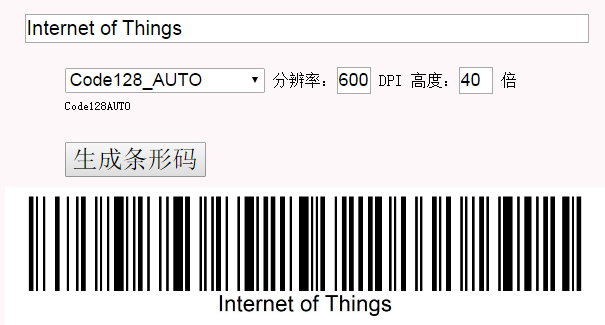 Internet of Things
Code128_AUTO 分辨率: 600 DPI 高度: 40 倍
Code128AUTO
生成条形码
Internet of Things